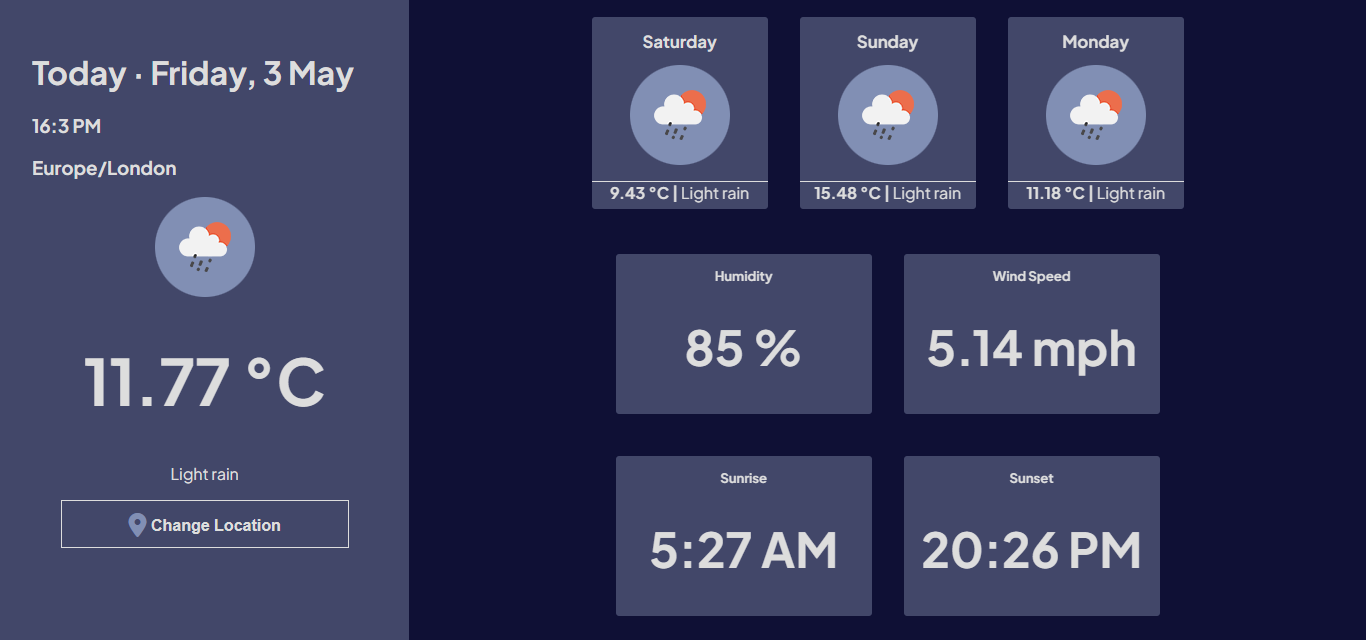 Today · Friday, 3 May
16:3 PM
Europe/London
11.77 °C
Light rain
Change Location
Saturday
9.43 °C | Light rain
Sunday
15.48 °C | Light rain
Monday
11.18 °C | Light rain
Humidity
85 %
Wind Speed
5.14 mph
Sunrise
5:27 AM
Sunset
20:26 PM